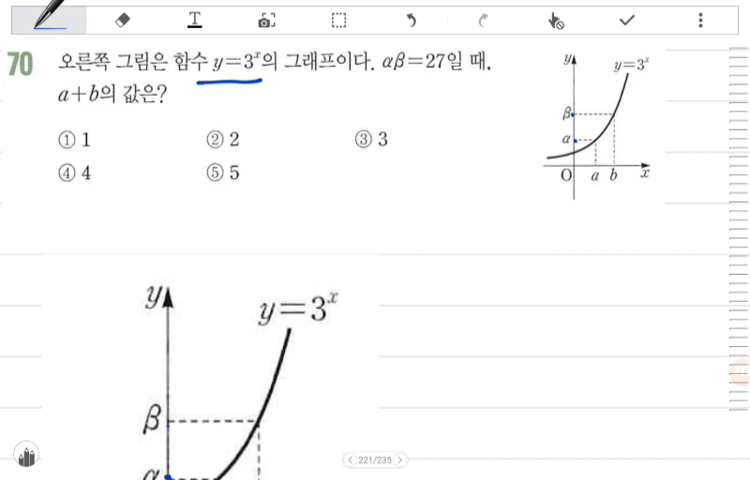 T
70 오른쪽 그림은 함수 y=3ˣ의 그래프이다. αβ=27일 때,
a+b의 값은?
① 1 ② 2 ③ 3
④ 4 ⑤ 5
y
y=3ˣ
β
α
O a b x
y
y=3ˣ
β
α
221/235